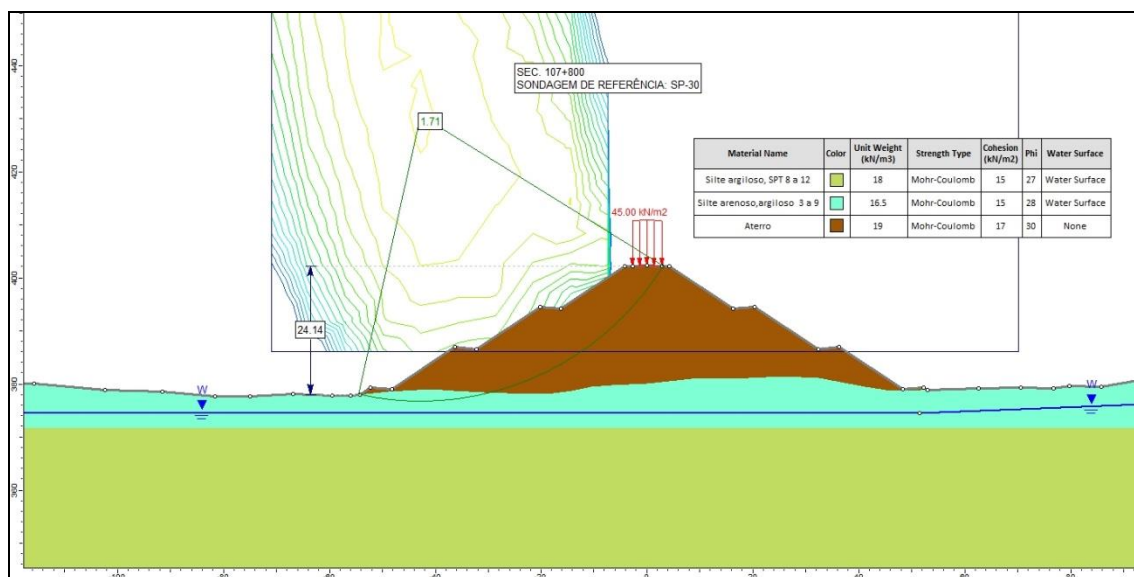 SEC. 107+800
SONDAGEM DE REFERÊNCIA: SP-30
1.71
Material Name Color Unit Weight (kN/m3) Strength Type Cohesion (kN/m2) Phi Water Surface
Silte argiloso, SPT 8 a 12 18 Mohr-Coulomb 15 27 Water Surface
Silte arenoso,argiloso 3 a 9 16.5 Mohr-Coulomb 15 28 Water Surface
Aterro 19 Mohr-Coulomb 17 30 None
45.00 kN/m2
24.14
W
W
440
420
400
380
360
-100
-80
-60
-40
-20
0
20
40
60
80